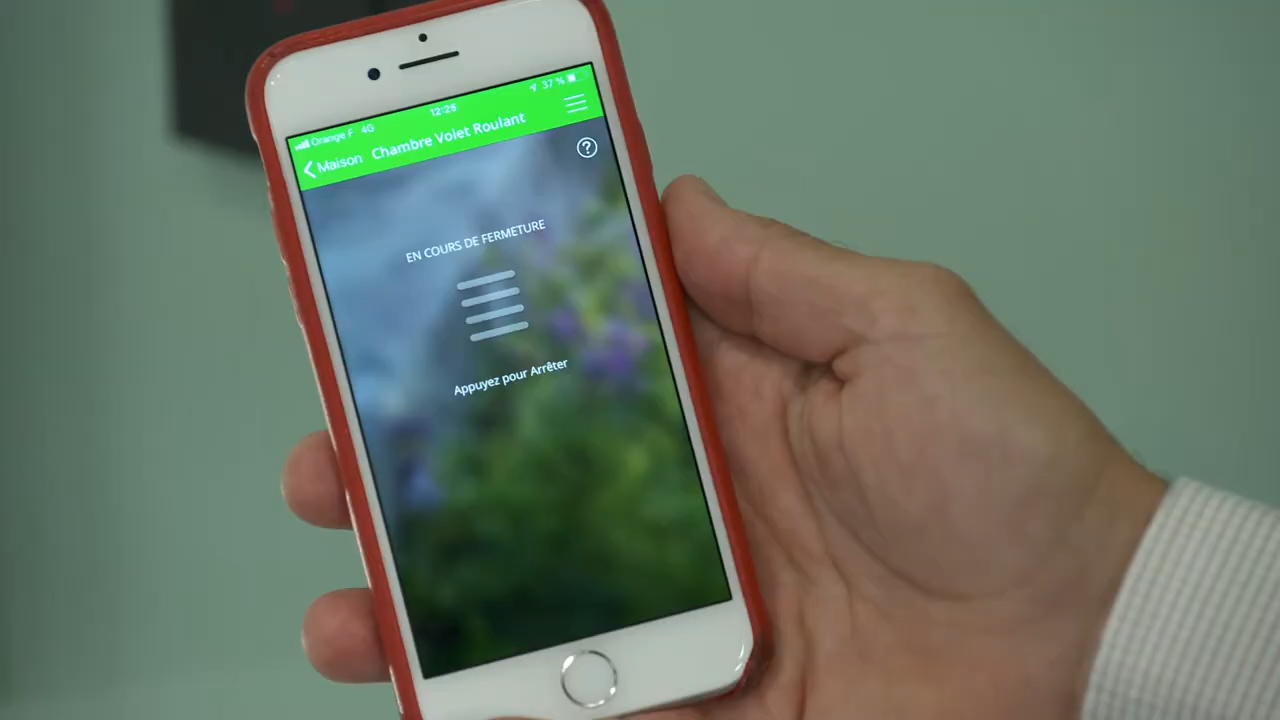 Orange F 4G 12:25 37 %
Maison Chambre Volet Roulant
?
EN COURS DE FERMETURE
Appuyez pour Arrêter